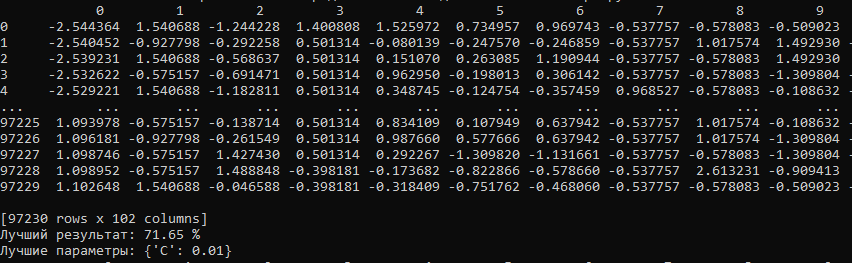 0 1 2 3 4 5 6 7 8 9
0 -2.544364 1.540688 -1.244228 1.400808 1.525972 0.734957 0.969743 -0.537757 -0.578083 -0.509023
1 -2.540452 -0.927798 -0.292258 0.501314 -0.080139 -0.247570 -0.246859 -0.537757 1.017574 1.492930
2 -2.539231 1.540688 -0.568637 0.501314 0.151070 0.263085 1.190944 -0.537757 -0.578083 1.492930
3 -2.532622 -0.575157 -0.691471 0.501314 0.962950 -0.198013 0.306142 -0.537757 -0.578083 -1.309804
4 -2.529221 1.540688 -1.182811 0.501314 0.348745 -0.124754 -0.357459 0.968527 -0.578083 -0.108632
... ... ... ... ... ... ... ... ... ... ...
97225 1.093978 -0.575157 -0.138714 0.501314 0.834109 0.107949 0.637942 -0.537757 1.017574 -0.108632
97226 1.096181 -0.927798 -0.261549 0.501314 0.987660 0.577666 0.637942 -0.537757 1.017574 -1.309804
97227 1.098746 -0.575157 1.427430 0.501314 0.292267 -1.309820 -1.131661 -0.537757 -0.578083 -1.309804
97228 1.098952 -0.575157 1.488848 -0.398181 -0.173682 -0.822866 -0.578660 -0.537757 2.613231 -0.909413
97229 1.102648 1.540688 -0.046588 -0.398181 -0.318409 -0.751762 -0.468060 -0.537757 -0.578083 -0.509023
[97230 rows x 102 columns]
Лучший результат: 71.65 %
Лучшие параметры: {'C': 0.01}